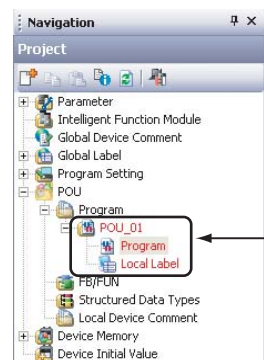 Navigation
Project
Parameter
Intelligent Function Module
Global Device Comment
Global Label
Program Setting
POU
Program
POU_01
Program
Local Label
FB/FUN
Structured Data Types
Local Device Comment
Device Memory
Device Initial Value